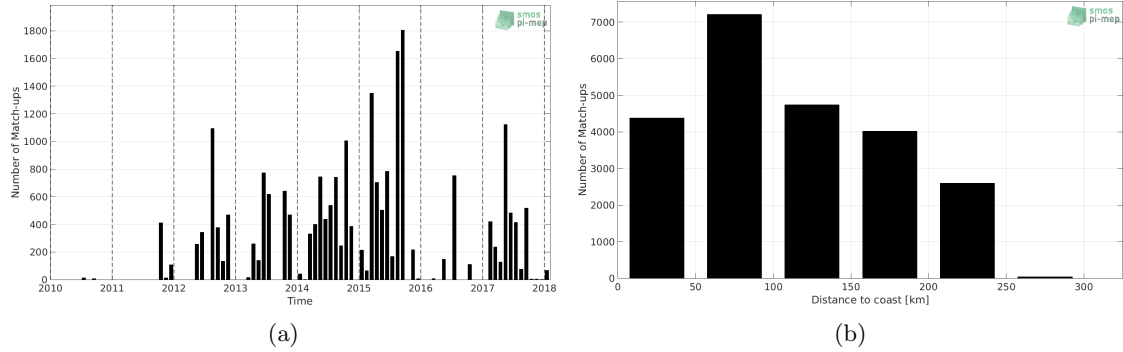 smos
pi-mep
1800
1600
1400
1200
1000
800
600
400
200
0
Number of Match-ups
2010 2011 2012 2013 2014 2015 2016 2017 2018
Time
(a)
smos
pi-mep
7000
6000
5000
4000
3000
2000
1000
0
Number of Match-ups
0 50 100 150 200 250 300
Distance to coast [km]
(b)